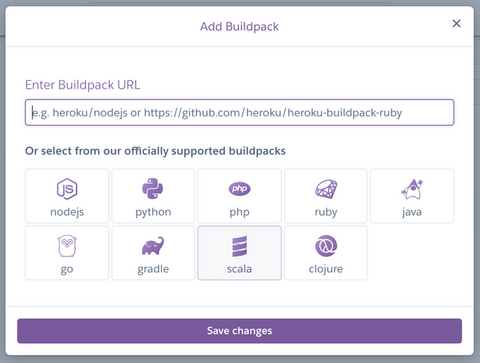 Add Buildpack
Enter Buildpack URL
e.g. heroku/nodejs or https://github.com/heroku/heroku-buildpack-ruby
Or select from our officially supported buildpacks
JS
php
nodejs python php ruby java
go gradle scala clojure
Save changes